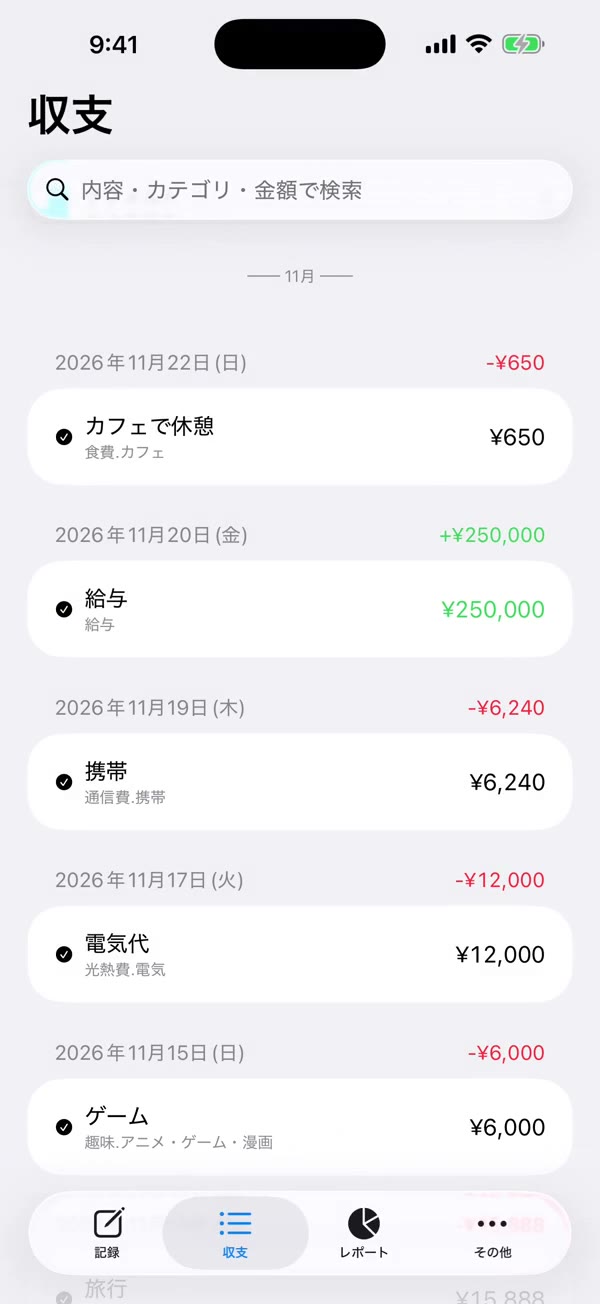 9:41
収支
内容・カテゴリ・金額で検索
11月
2026年11月22日(日) -¥650
カフェで休憩 ¥650
食費.カフェ
2026年11月20日(金) +¥250,000
給与 ¥250,000
給与
2026年11月19日(木) -¥6,240
携帯 ¥6,240
通信費.携帯
2026年11月17日(火) -¥12,000
電気代 ¥12,000
光熱費.電気
2026年11月15日(日) -¥6,000
ゲーム ¥6,000
趣味.アニメ・ゲーム・漫画
記録 収支 レポート その他
旅行 ¥15,888